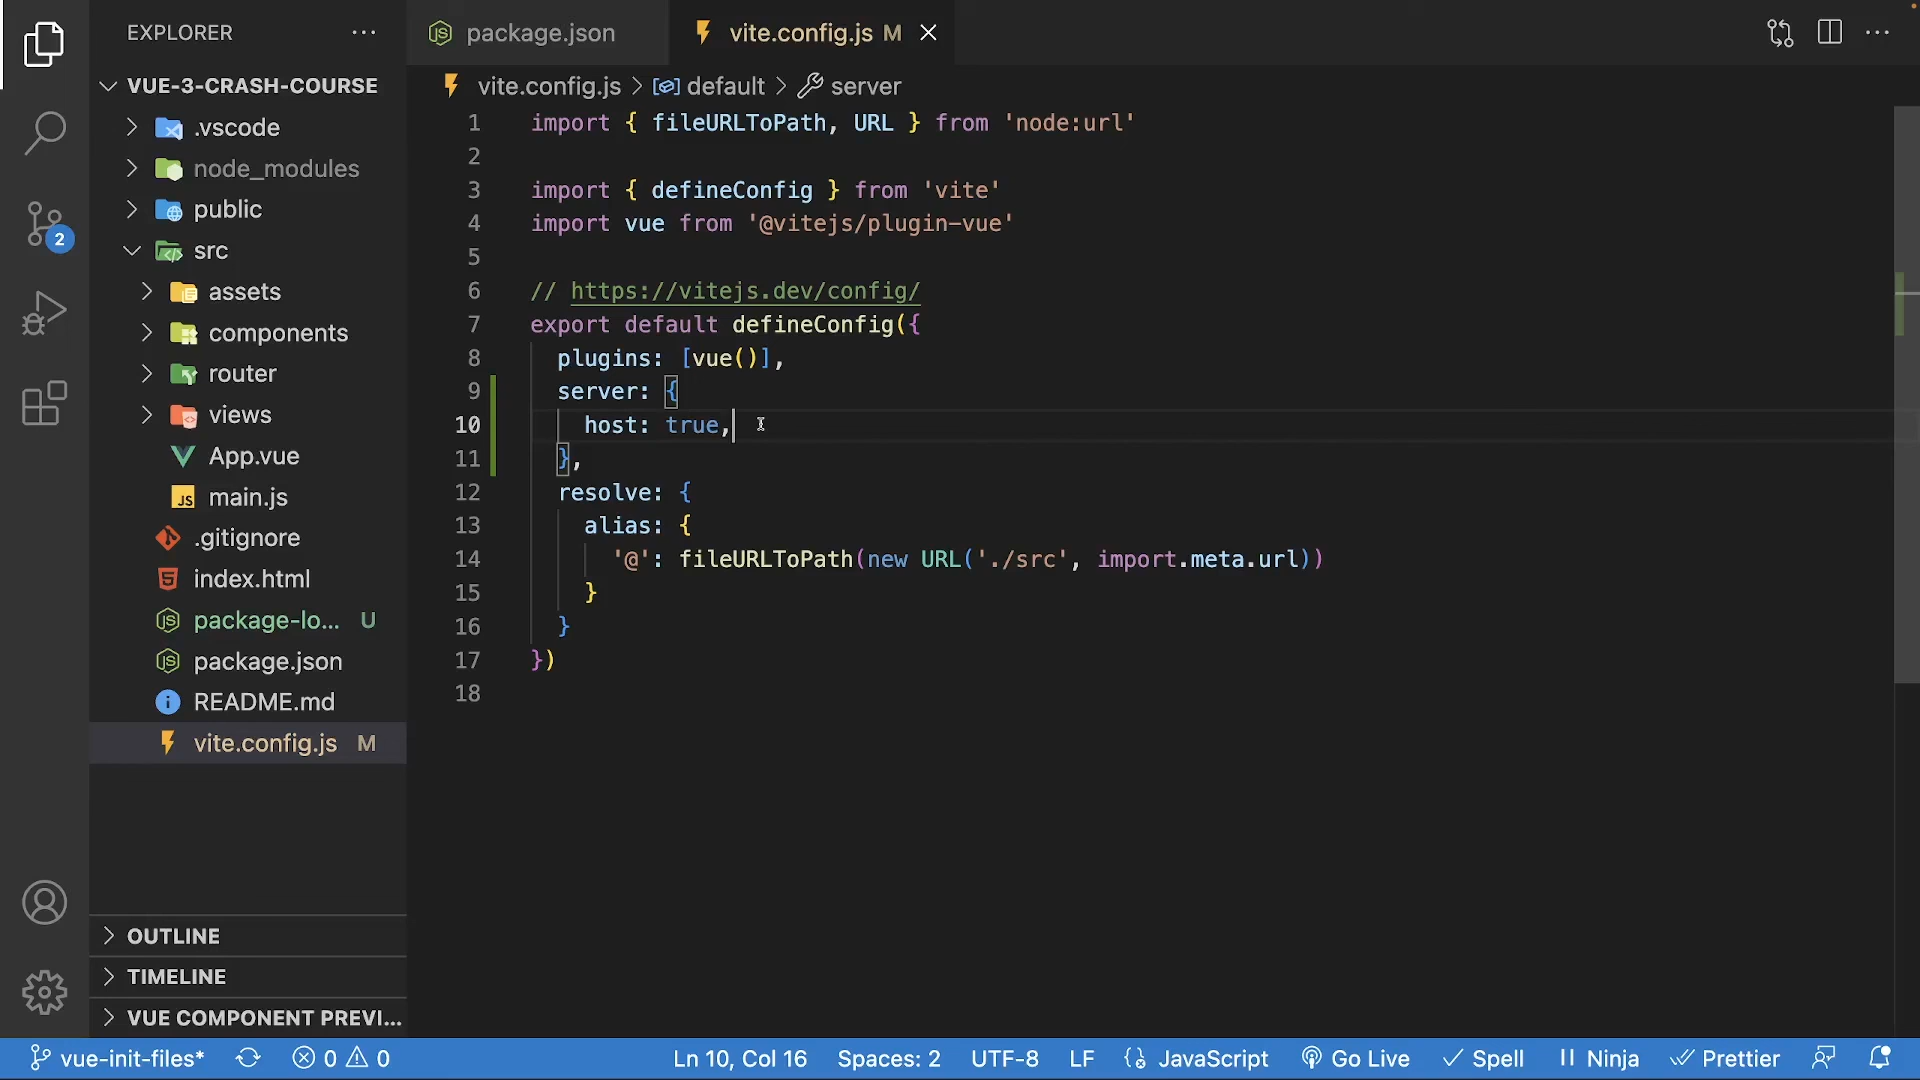 EXPLORER
VUE-3-CRASH-COURSE
.vscode
node_modules
public
src
assets
components
router
views
App.vue
main.js
.gitignore
index.html
package-lo... U
package.json
README.md
vite.config.js M
OUTLINE
TIMELINE
VUE COMPONENT PREVI...
2
package.json
vite.config.js M
vite.config.js > default > server
1 import { fileURLToPath, URL } from 'node:url'
2
3 import { defineConfig } from 'vite'
4 import vue from '@vitejs/plugin-vue'
5
6 // https://vitejs.dev/config/
7 export default defineConfig({
8 plugins: [vue()],
9 server: {
10 host: true,
11 },
12 resolve: {
13 alias: {
14 '@': fileURLToPath(new URL('./src', import.meta.url))
15 }
16 }
17 })
18
vue-init-files* 0 0 Ln 10, Col 16 Spaces: 2 UTF-8 LF JavaScript Go Live Spell Ninja Prettier